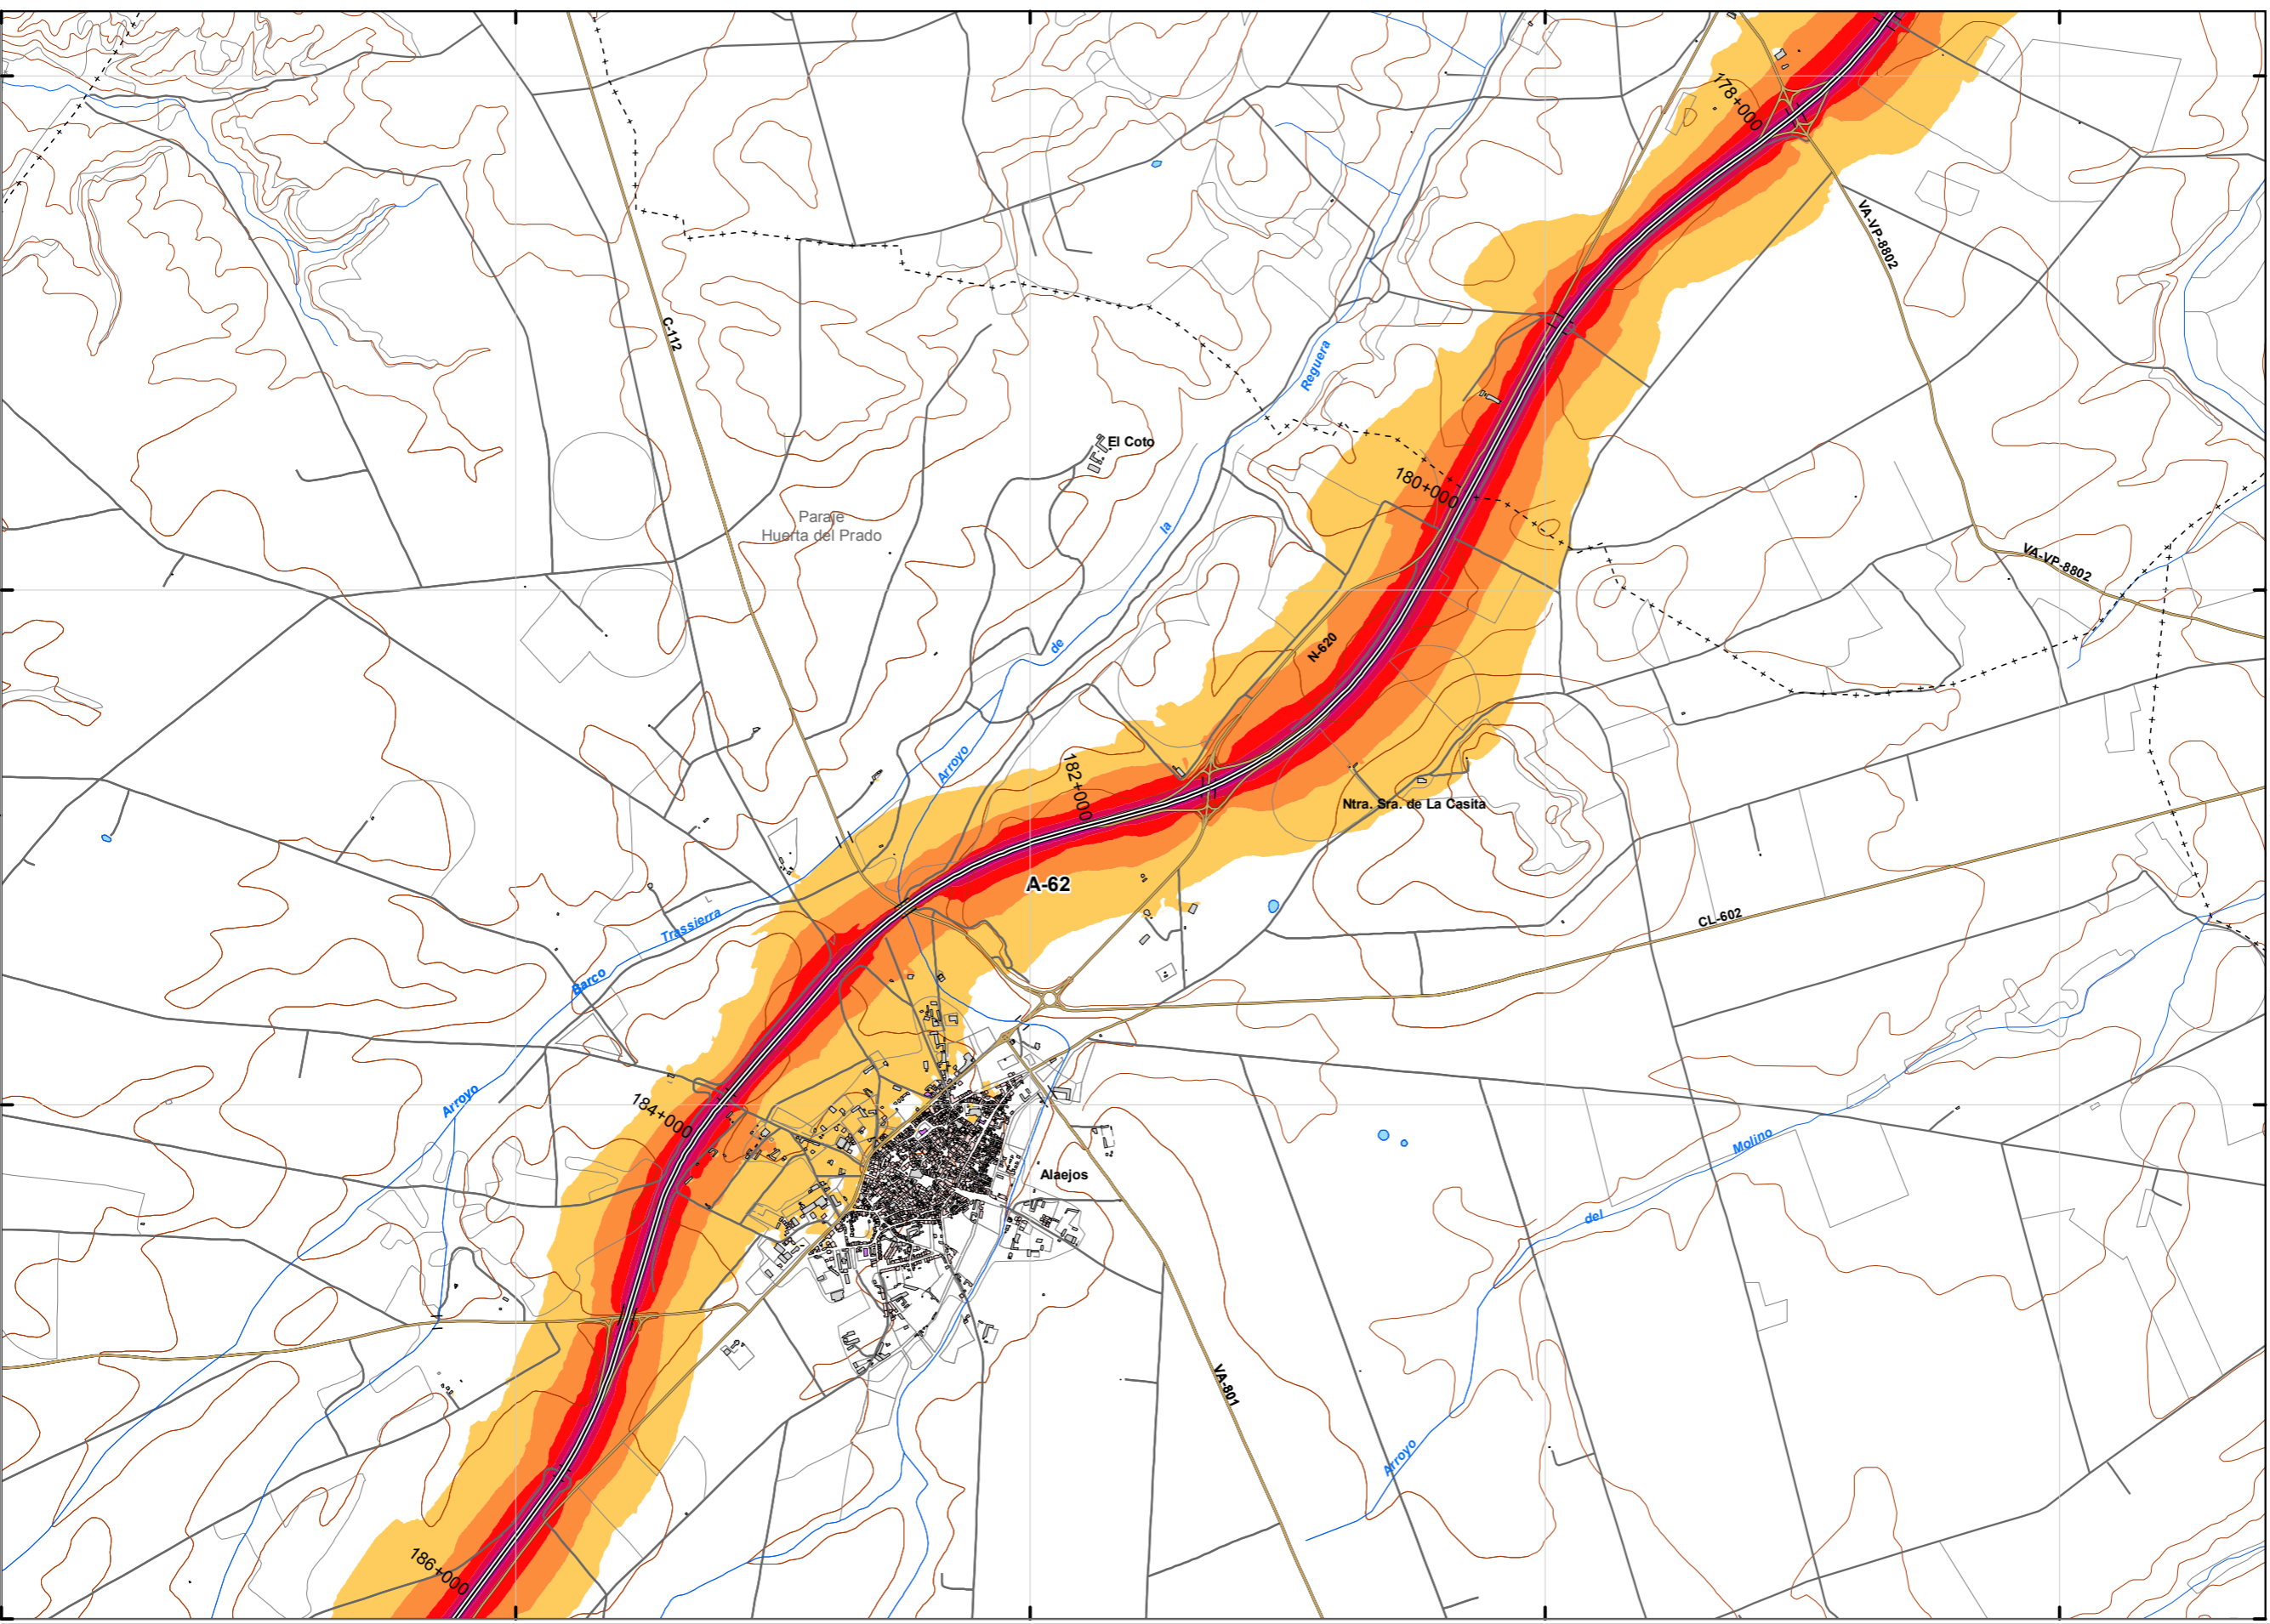 178+000
VA-VP-8802
C-112
Reguera
El Coto
180+000
Paraje
Huerta del Prado
la
VA-VP-8802
de
N-620
Arroyo
182+000
Ntra. Sra. de La Casita
A-62
CL-602
Trassierra
Barco
Arroyo
184+000
Molino
Alaejos
del
VA-801
Arroyo
186+000